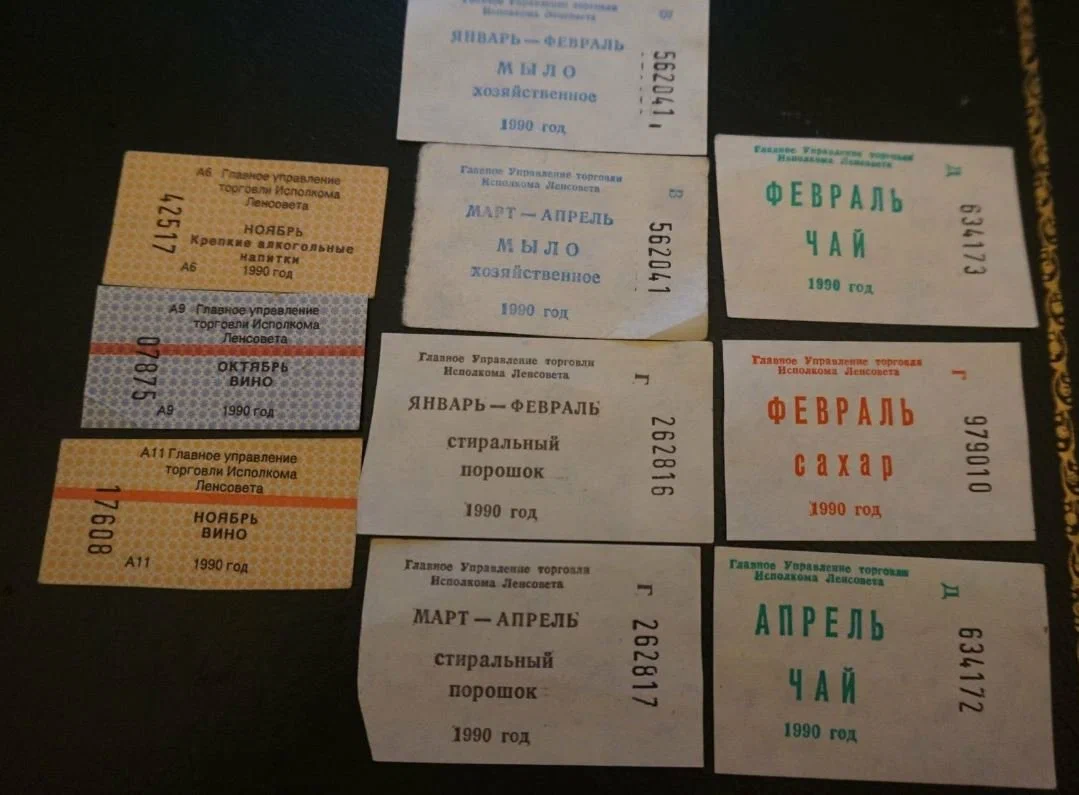 Главное Управление торговли
Исполкома Ленсовета
В
ЯНВАРЬ — ФЕВРАЛЬ
МЫЛО
хозяйственное
1990 год
562041
А6 Главное управление
торговли Исполкома
Ленсовета
НОЯБРЬ
Крепкие алкогольные
напитки
А6 1990 год
42517
Главное Управление торговли
Исполкома Ленсовета
В
МАРТ — АПРЕЛЬ
МЫЛО
хозяйственное
1990 год
562041
Главное Управление торговли
Исполкома Ленсовета
Д
ФЕВРАЛЬ
ЧАЙ
1990 год
634173
А9 Главное управление
торговли Исполкома
Ленсовета
ОКТЯБРЬ
ВИНО
А9 1990 год
07875
Главное Управление торговли
Исполкома Ленсовета
Г
ЯНВАРЬ — ФЕВРАЛЬ
стиральный
порошок
1990 год
262816
Главное Управление торговли
Исполкома Ленсовета
Г
ФЕВРАЛЬ
сахар
1990 год
979010
А11 Главное управление
торговли Исполкома
Ленсовета
НОЯБРЬ
ВИНО
А11 1990 год
17608
Главное Управление торговли
Исполкома Ленсовета
Г
МАРТ — АПРЕЛЬ
стиральный
порошок
1990 год
262817
Главное Управление торговли
Исполкома Ленсовета
Д
АПРЕЛЬ
ЧАЙ
1990 год
634172